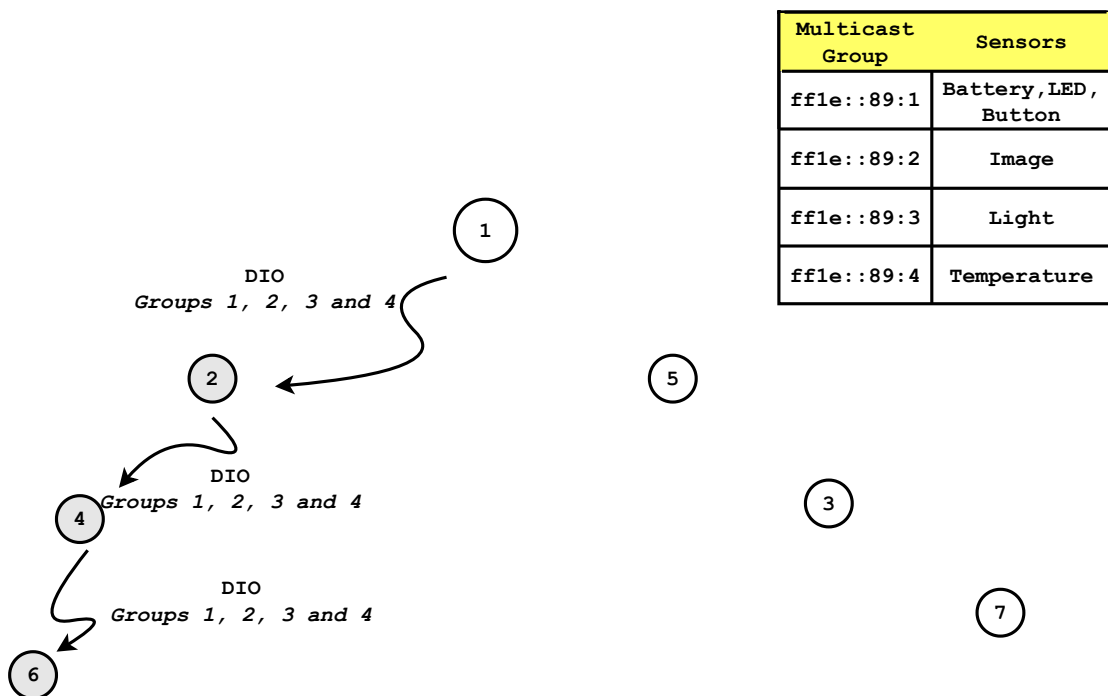 Multicast
Group
Sensors
ff1e::89:1
Battery,LED,
Button
ff1e::89:2
Image
ff1e::89:3
Light
ff1e::89:4
Temperature
1
DIO
Groups 1, 2, 3 and 4
2
5
DIO
Groups 1, 2, 3 and 4
4
3
DIO
Groups 1, 2, 3 and 4
7
6